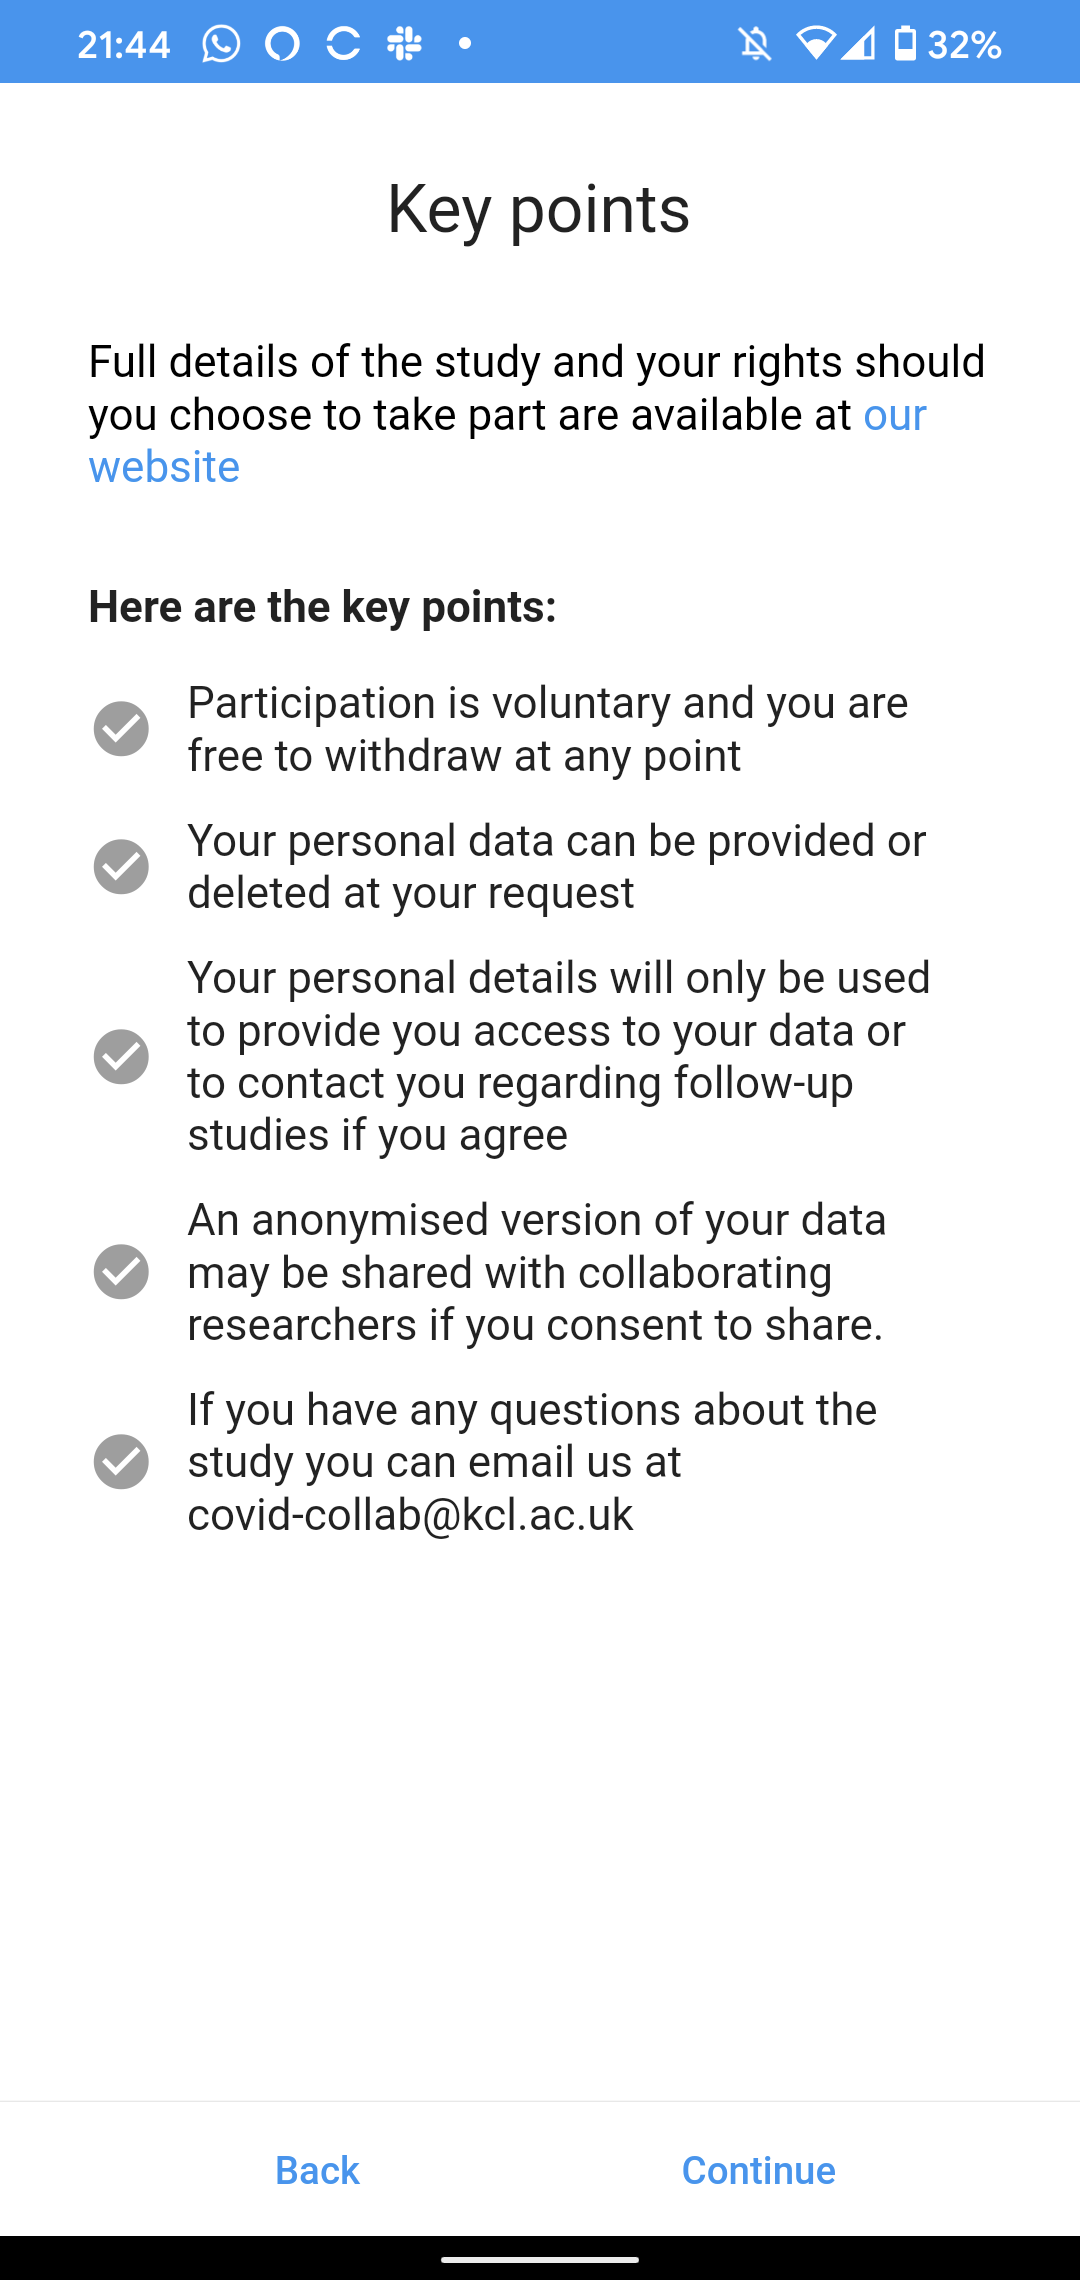 21:44
32%
Key points
Full details of the study and your rights should
you choose to take part are available at our
website
Here are the key points:
Participation is voluntary and you are
free to withdraw at any point
Your personal data can be provided or
deleted at your request
Your personal details will only be used
to provide you access to your data or
to contact you regarding follow-up
studies if you agree
An anonymised version of your data
may be shared with collaborating
researchers if you consent to share.
If you have any questions about the
study you can email us at
covid-collab@kcl.ac.uk
Back
Continue